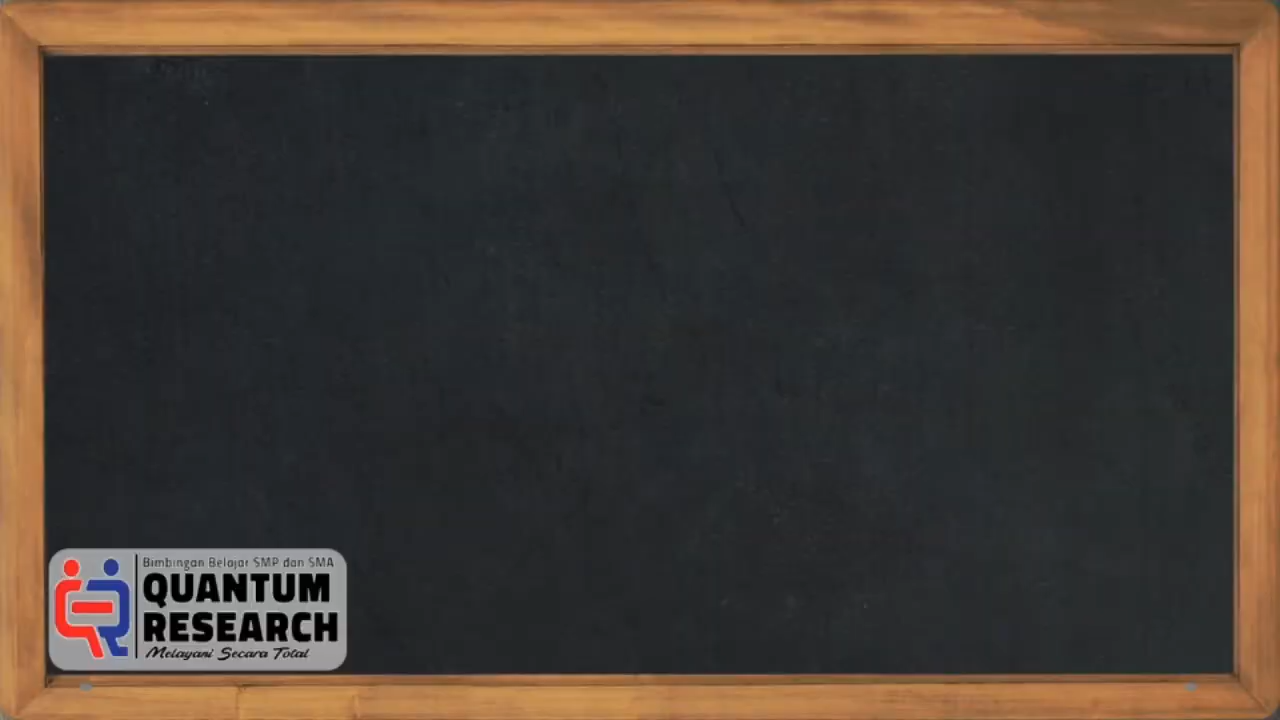 Bimbingan Belajar SMP dan SMA
QUANTUM
RESEARCH
Melayani Secara Total